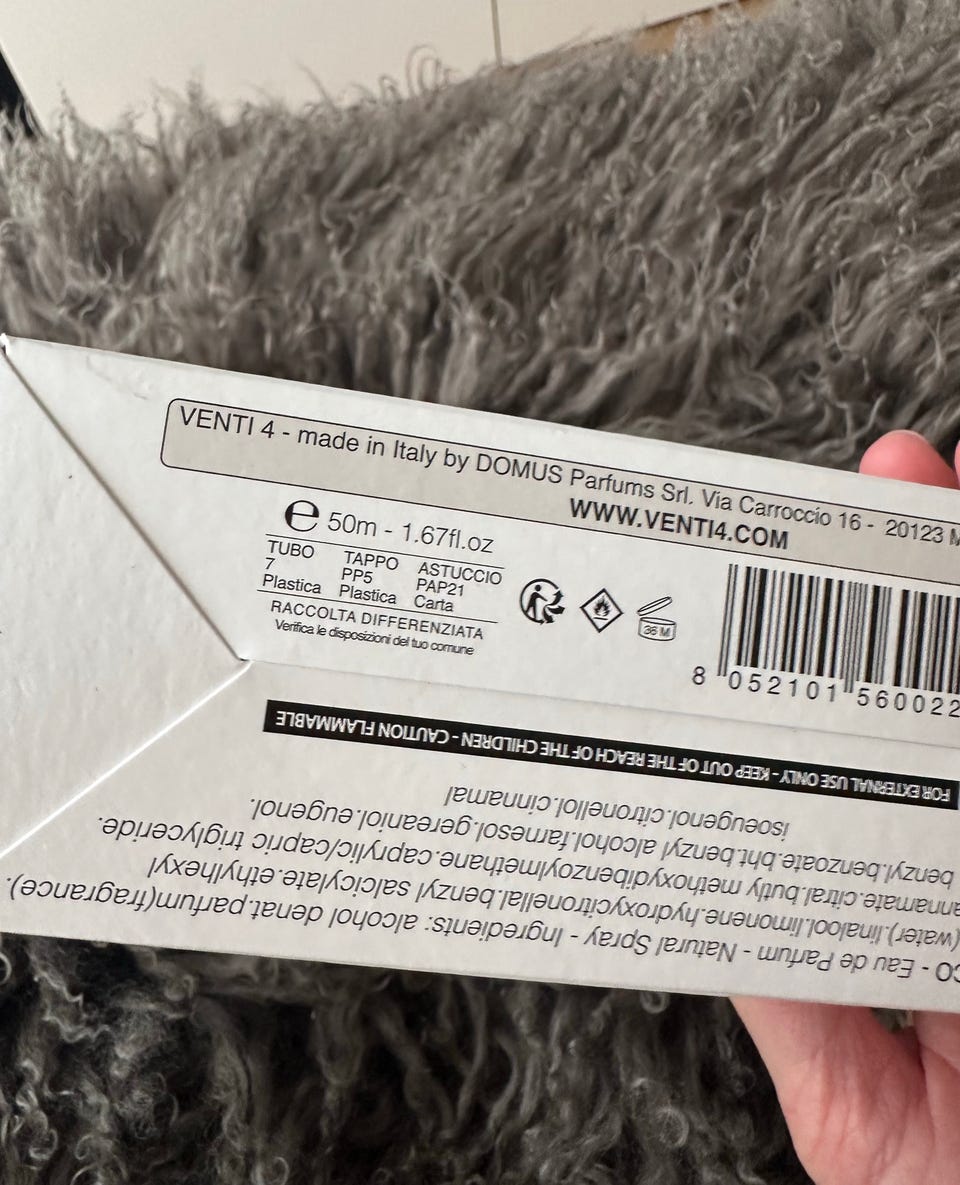 VENTI 4 - made in Italy by DOMUS Parfums Srl. Via Carroccio 16 - 20123
WWW.VENTI4.COM
e 50m - 1.67fl.oz
TUBO TAPPO ASTUCCIO
7 PP5 PAP21
Plastica Plastica Carta
RACCOLTA DIFFERENZIATA
Verifica le disposizioni del tuo comune
36 M
8 052101 560022
FOR EXTERNAL USE ONLY - KEEP OUT OF THE REACH OF THE CHILDREN - CAUTION FLAMMABLE
- Eau de Parfum - Natural Spray - Ingredients: alcohol denat.parfum(fragrance).
(water).linalool.limonene.hydroxycitronellal.benzyl salcicylate.ethylhexyl
citral.butly methoxydibenzoylmethane.caprylic/capric triglyceride.
benzyl.benzoate.bht.benzyl alcohol.farnesol.gereaniol.eugenol.
isoeugenol.citronellol.cinnamal